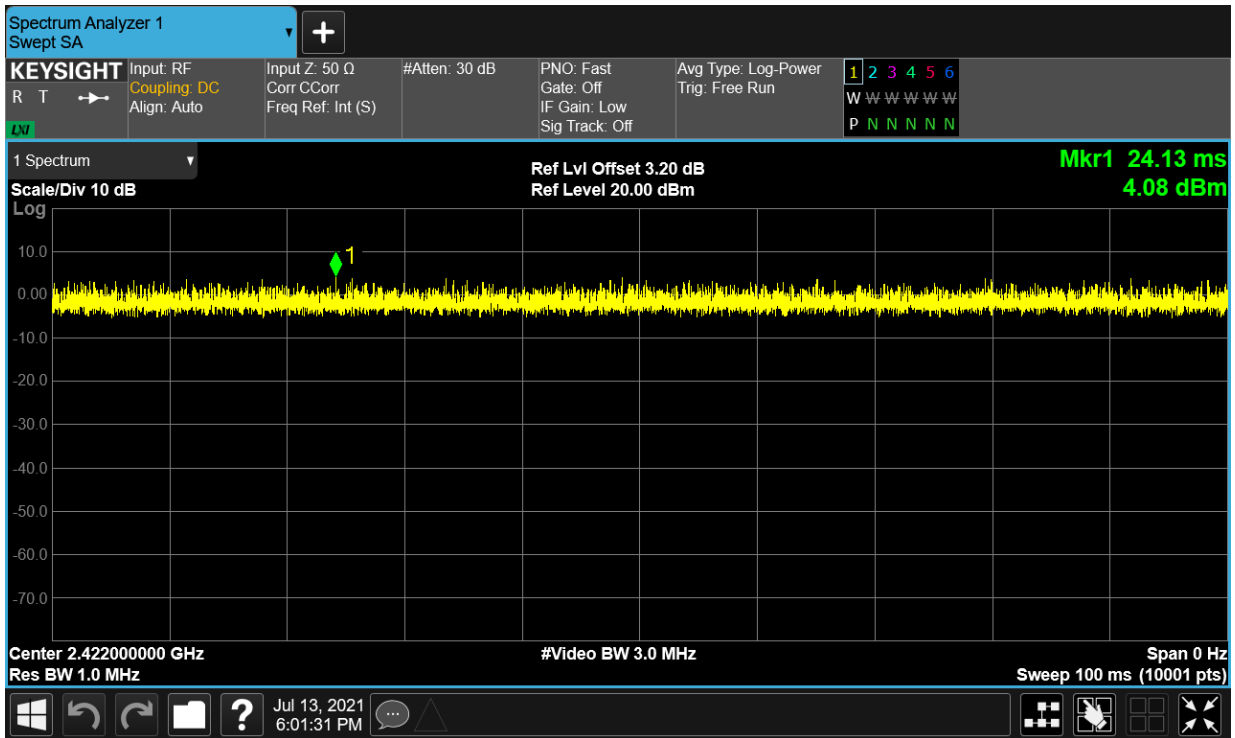 Spectrum Analyzer 1
Swept SA
▼
+
KEYSIGHT
R T
LXI
Input: RF
Coupling: DC
Align: Auto
Input Z: 50 Ω
Corr CCorr
Freq Ref: Int (S)
#Atten: 30 dB
PNO: Fast
Gate: Off
IF Gain: Low
Sig Track: Off
Avg Type: Log-Power
Trig: Free Run
1 2 3 4 5 6
W W W W W W
P N N N N N
1 Spectrum ▼
Scale/Div 10 dB
Log
Ref Lvl Offset 3.20 dB
Ref Level 20.00 dBm
Mkr1 24.13 ms
4.08 dBm
1
10.0
0.00
-10.0
-20.0
-30.0
-40.0
-50.0
-60.0
-70.0
Center 2.422000000 GHz
Res BW 1.0 MHz
#Video BW 3.0 MHz
Span 0 Hz
Sweep 100 ms (10001 pts)
?
Jul 13, 2021
6:01:31 PM